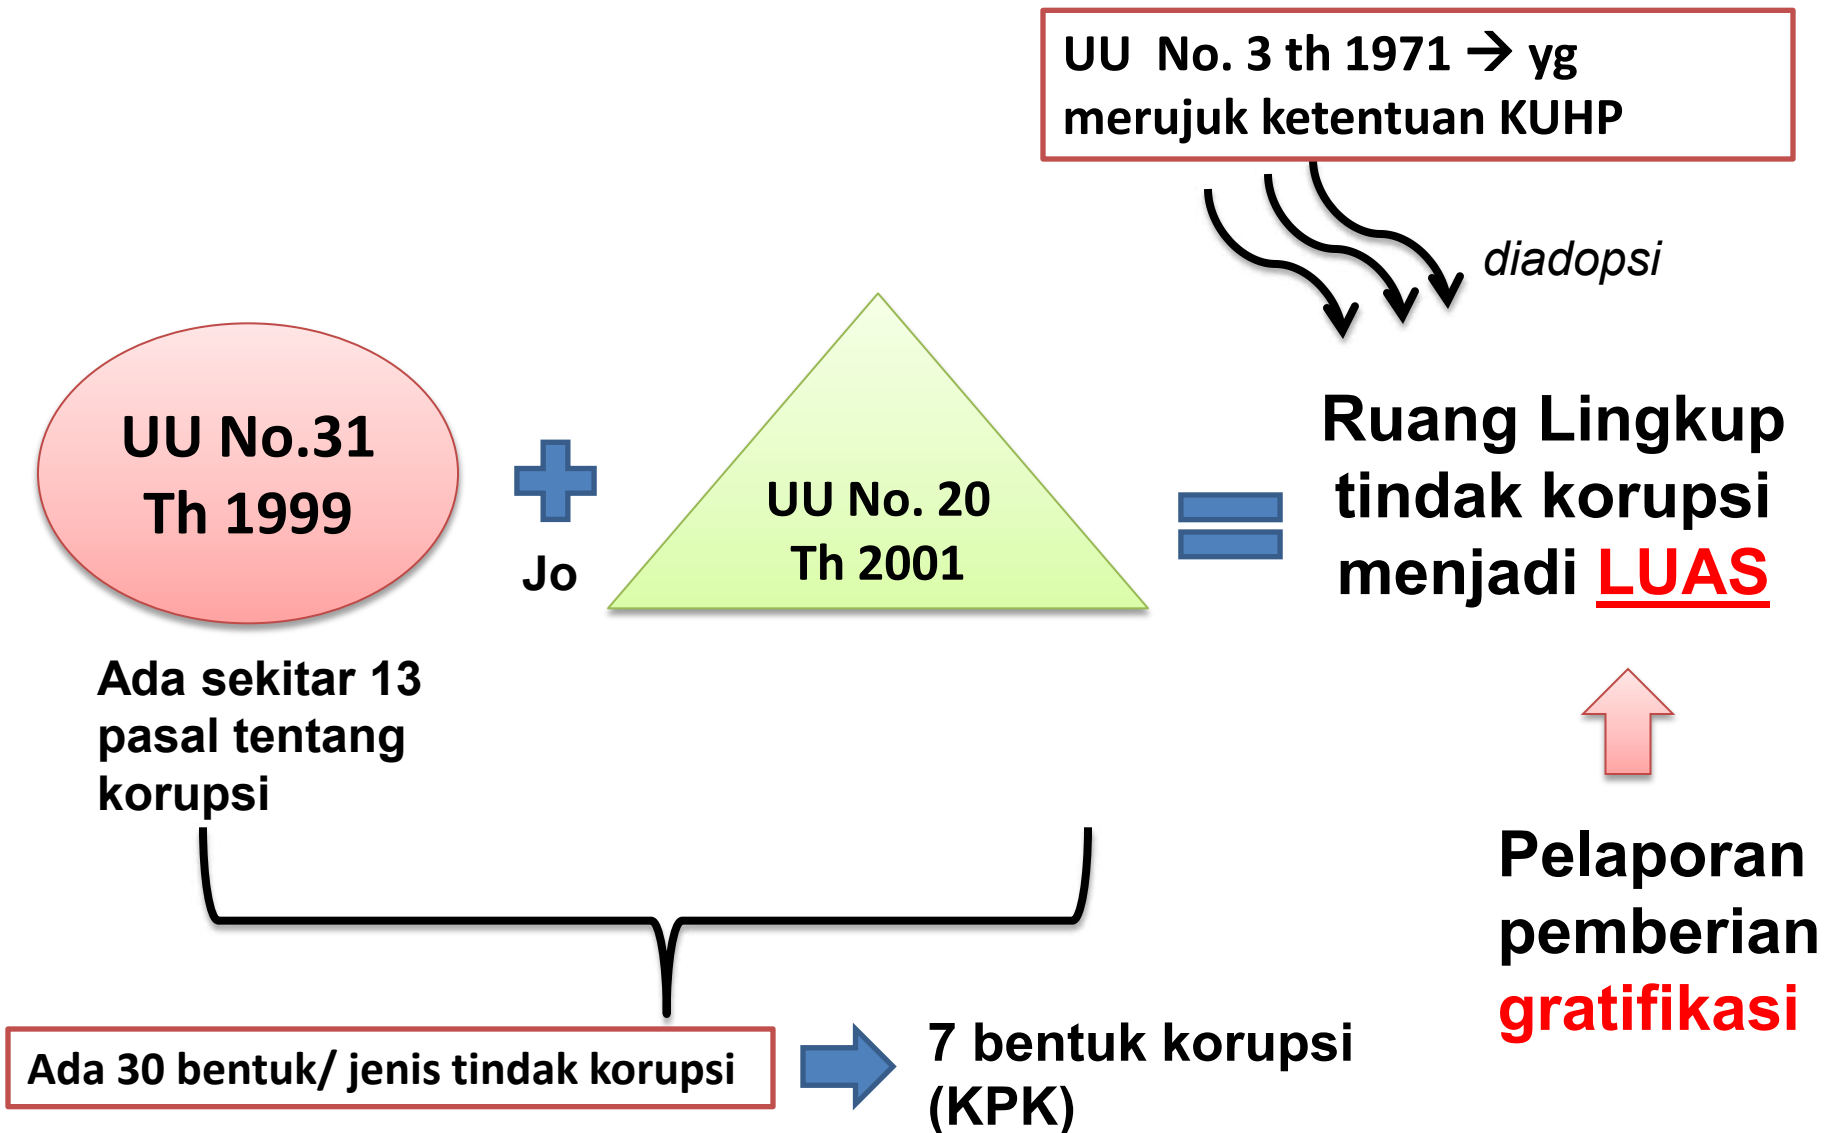 UU No. 3 th 1971 → yg
merujuk ketentuan KUHP
diadopsi
UU No.31
Th 1999
Jo
UU No. 20
Th 2001
Ruang Lingkup
tindak korupsi
menjadi LUAS
Ada sekitar 13
pasal tentang
korupsi
Pelaporan
pemberian
gratifikasi
Ada 30 bentuk/ jenis tindak korupsi
7 bentuk korupsi
(KPK)